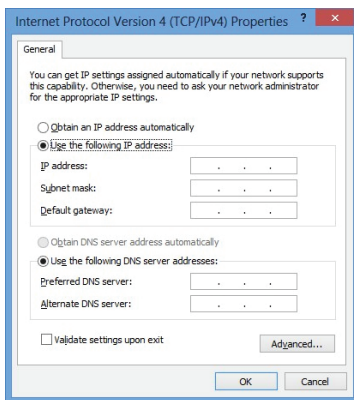 Internet Protocol Version 4 (TCP/IPv4) Properties ? ×
General
You can get IP settings assigned automatically if your network supports
this capability. Otherwise, you need to ask your network administrator
for the appropriate IP settings.
Obtain an IP address automatically
Use the following IP address:
IP address: . . .
Subnet mask: . . .
Default gateway: . . .
Obtain DNS server address automatically
Use the following DNS server addresses:
Preferred DNS server: . . .
Alternate DNS server: . . .
Validate settings upon exit
Advanced...
OK Cancel